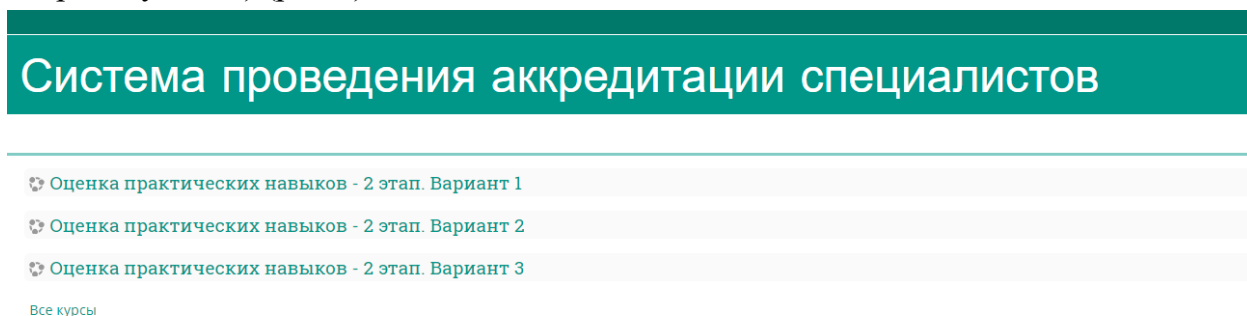 Система проведения аккредитации специалистов
Оценка практических навыков - 2 этап. Вариант 1
Оценка практических навыков - 2 этап. Вариант 2
Оценка практических навыков - 2 этап. Вариант 3
Все курсы